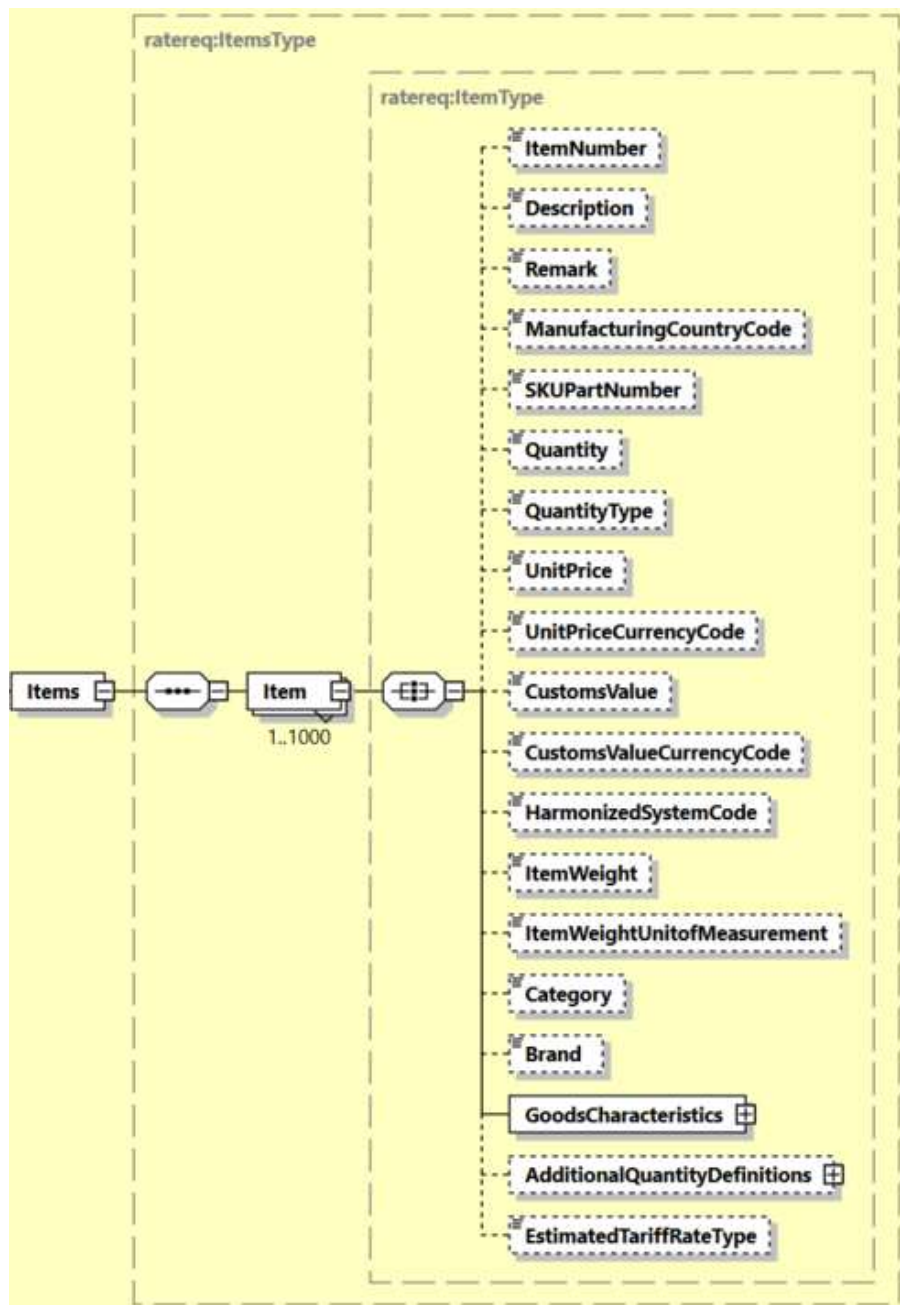 ratereq:ItemsType
ratereq:ItemType
ItemNumber
Description
Remark
ManufacturingCountryCode
SKUPartNumber
Quantity
QuantityType
UnitPrice
UnitPriceCurrencyCode
Items
Item
CustomsValue
1..1000
CustomsValueCurrencyCode
HarmonizedSystemCode
ItemWeight
ItemWeightUnitofMeasurement
Category
Brand
GoodsCharacteristics
AdditionalQuantityDefinitions
EstimatedTariffRateType